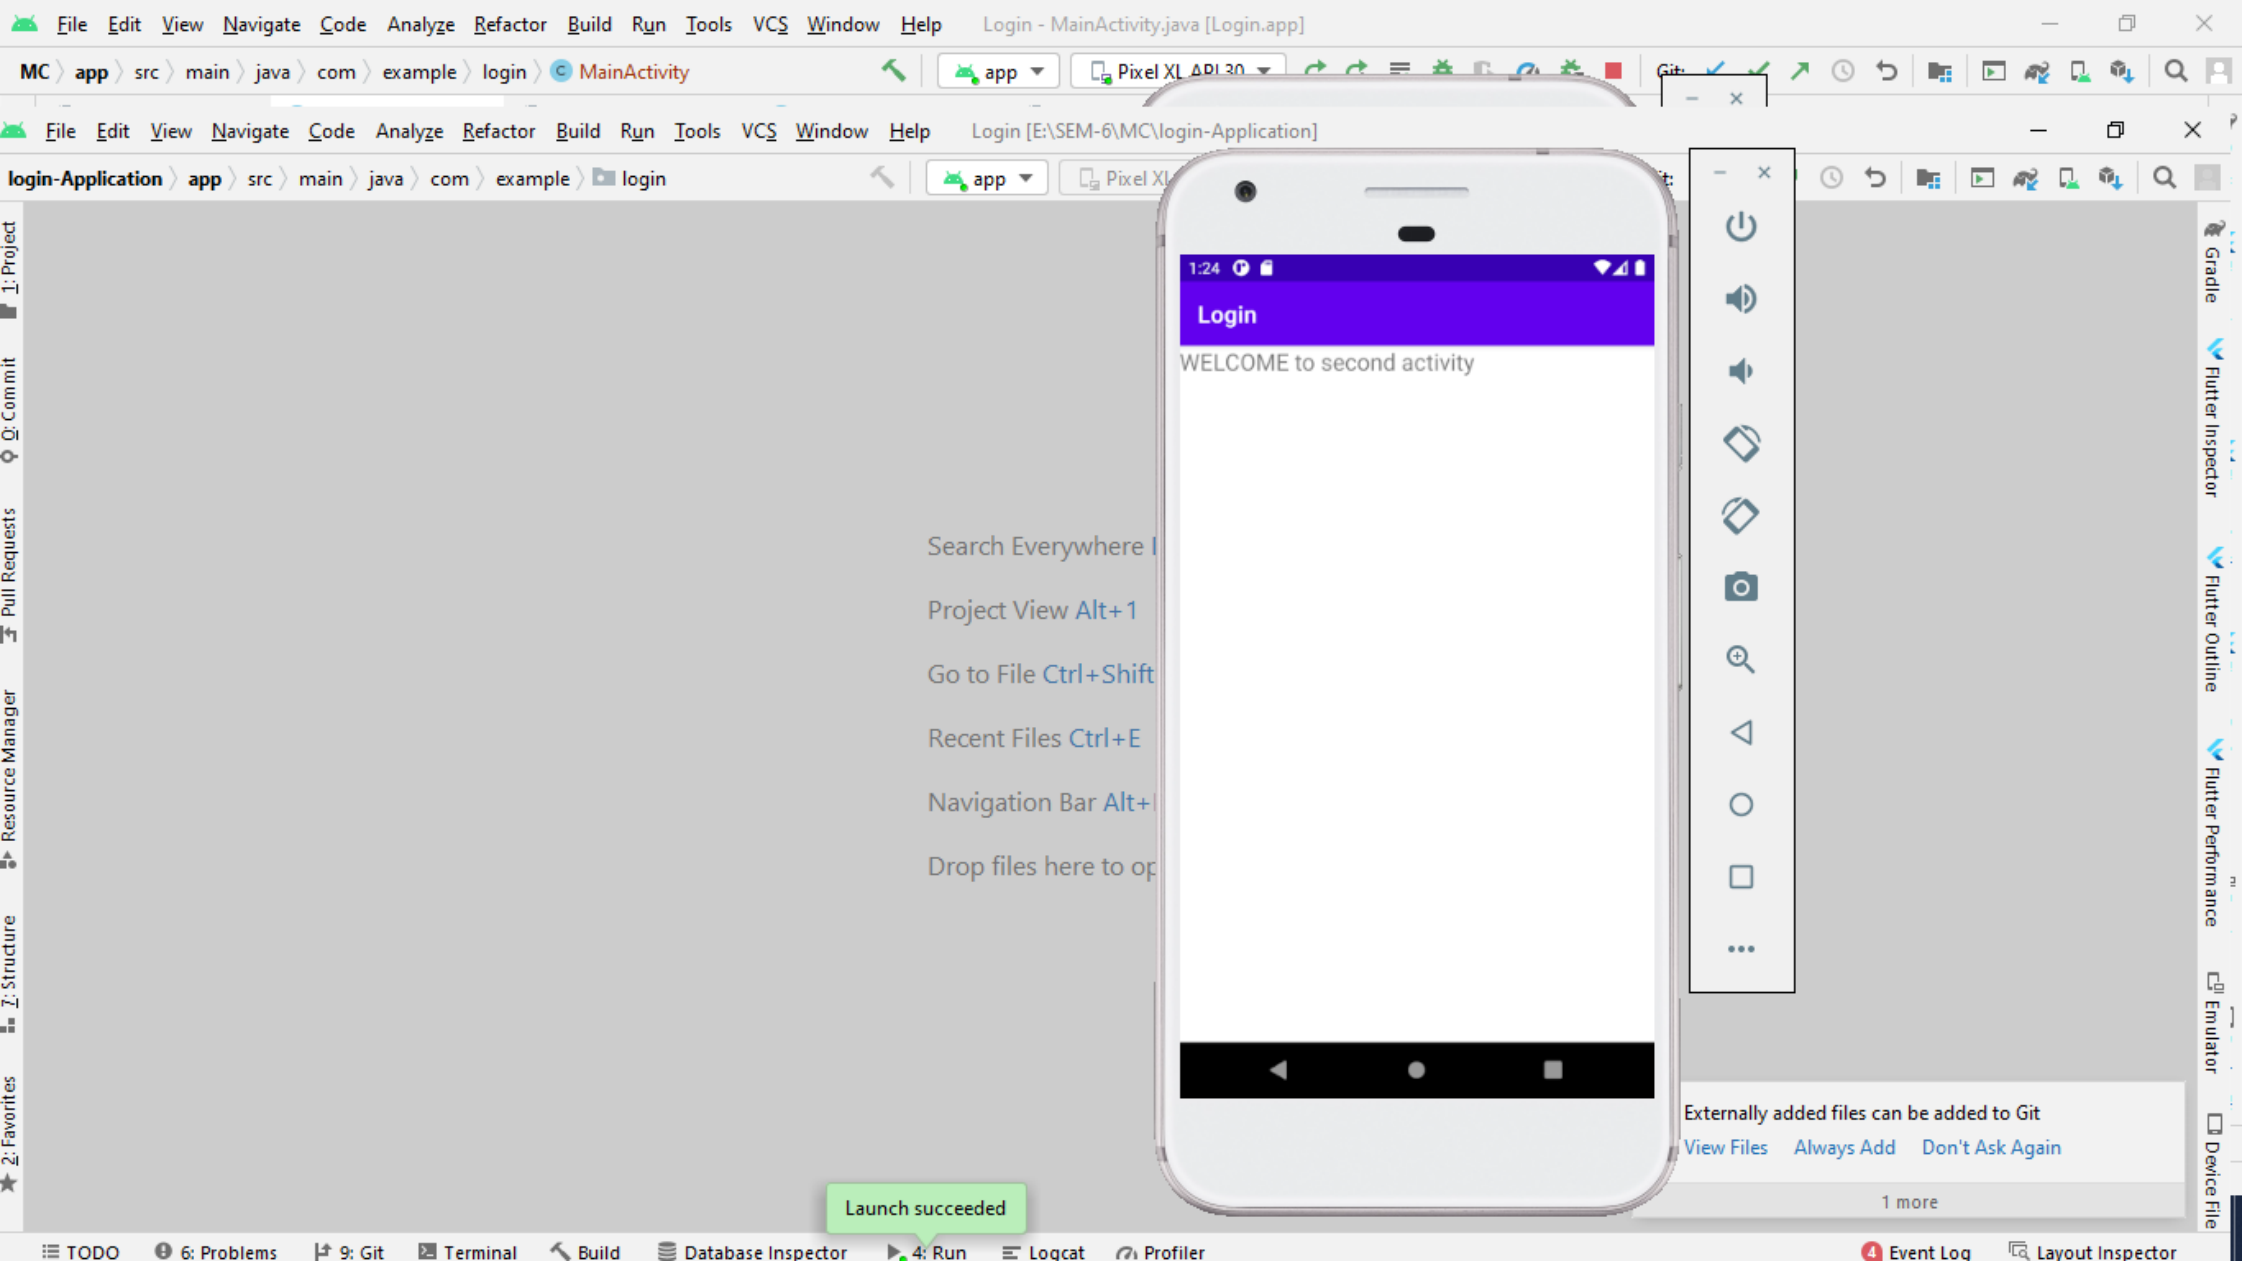 File Edit View Navigate Code Analyze Refactor Build Run Tools VCS Window Help Login - MainActivity.java [Login.app]
MC app src main java com example login MainActivity app Pixel XL API 30 Git:
File Edit View Navigate Code Analyze Refactor Build Run Tools VCS Window Help Login [E:\SEM-6\MC\login-Application]
login-Application app src main java com example login app Pixel XL
1: Project
0: Commit
Pull Requests
Resource Manager
7: Structure
2: Favorites
Search Everywhere
Project View Alt+1
Go to File Ctrl+Shift
Recent Files Ctrl+E
Navigation Bar Alt+
Drop files here to op
1:24
Login
WELCOME to second activity
Gradle
Flutter Inspector
Flutter Outline
Flutter Performance
Emulator
Device File
Externally added files can be added to Git
View Files Always Add Don't Ask Again
1 more
Launch succeeded
TODO 6: Problems 9: Git Terminal Build Database Inspector 4: Run Logcat Profiler 4 Event Log Layout Inspector